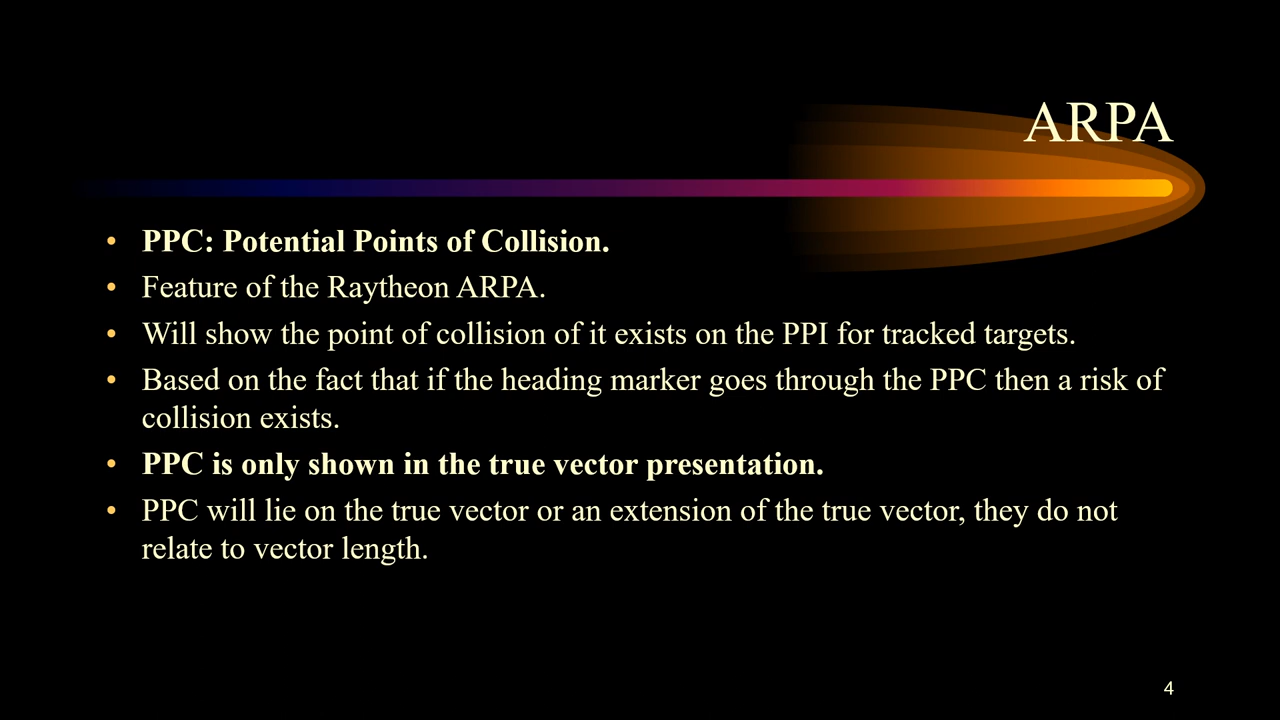 ARPA
• PPC: Potential Points of Collision.
• Feature of the Raytheon ARPA.
• Will show the point of collision of it exists on the PPI for tracked targets.
• Based on the fact that if the heading marker goes through the PPC then a risk of
collision exists.
• PPC is only shown in the true vector presentation.
• PPC will lie on the true vector or an extension of the true vector, they do not
relate to vector length.
4